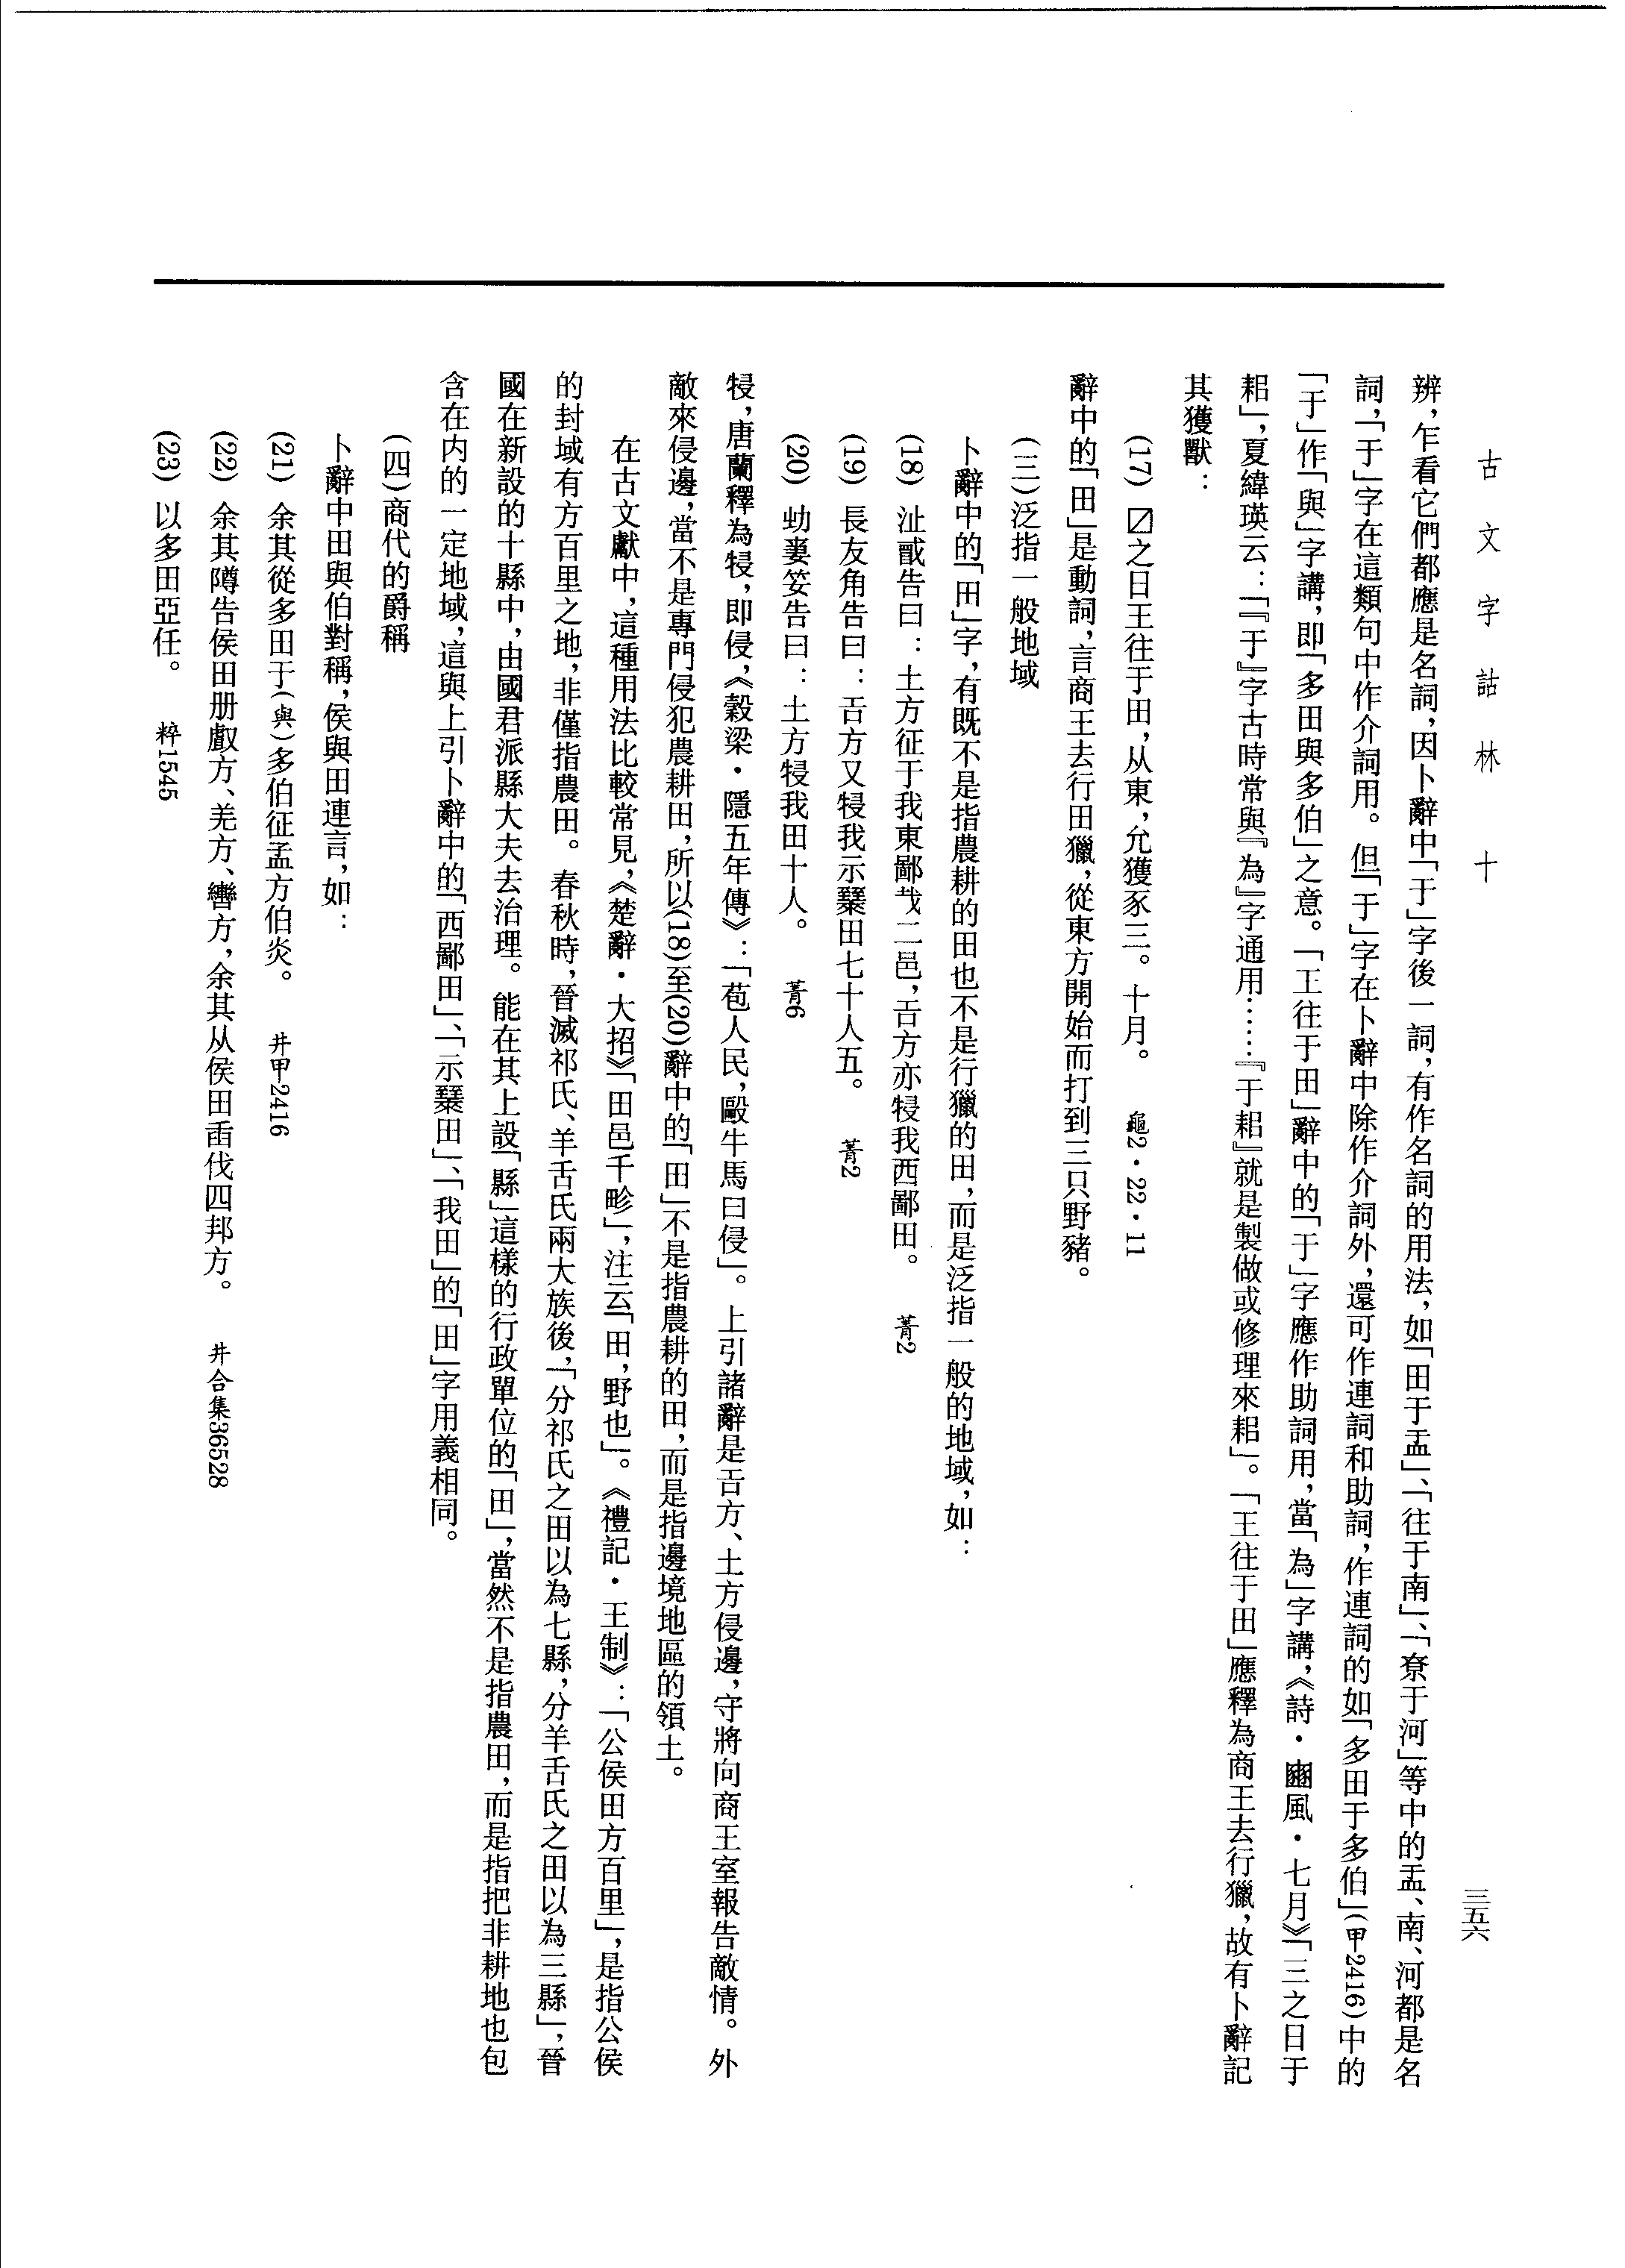 古文字詁林 十
三五六
辨，乍看它們都應是名詞，因卜辭中「于」字後一詞，有作名詞的用法，如「田于盂」、「往于南」、「尞于河」等中的盂、南、河都是名
詞，「于」字在這類句中作介詞用。但「于」字在卜辭中除作介詞外，還可作連詞和助詞，作連詞的如「多田于多伯」(甲2416)中的
「于」作「與」字講，即「多田與多伯」之意。「王往于田」辭中的「于」字應作助詞用，當「為」字講，《詩·豳風·七月》「三之日于
耜」，夏緯瑛云：「『于』字古時常與『為』字通用……『于耜』就是製做或修理來耜」。「王往于田」應釋為商王去行獵，故有卜辭記
其獲獸：
(17) 〼之日王往于田，从東，允獲豕三。十月。 龜2·22·11
辭中的「田」是動詞，言商王去行田獵，從東方開始而打到三只野豬。
(三)泛指一般地域
卜辭中的「田」字，有既不是指農耕的田也不是行獵的田，而是泛指一般的地域，如：
(18) 沚𢦔告曰：土方征于我東鄙𢦏二邑，𢀛方亦㸧我西鄙田。 菁2
(19) 長友角告曰：𢀛方又㸧我示䅆田七十人五。 菁2
(20) 告曰：土方㸧我田十人。 菁6
㸧，唐蘭釋為㸧，即侵，《穀梁·隱五年傳》：「苞人民，毆牛馬曰侵」。上引諸辭是𢀛方、土方侵邊，守將向商王室報告敵情。外
敵來侵邊，當不是專門侵犯農耕田，所以(18)至(20)辭中的「田」不是指農耕的田，而是指邊境地區的領土。
在古文獻中，這種用法比較常見，《楚辭·大招》「田邑千畛」，注云「田，野也」。《禮記·王制》：「公侯田方百里」，是指公侯
的封域有方百里之地，非僅指農田。春秋時，晉滅祁氏、羊舌氏兩大族後，「分祁氏之田以為七縣，分羊舌氏之田以為三縣」，晉
國在新設的十縣中，由國君派縣大夫去治理。能在其上設「縣」這樣的行政單位的「田」，當然不是指農田，而是指把非耕地也包
含在内的一定地域，這與上引卜辭中的「西鄙田」、「示䅆田」、「我田」的「田」字用義相同。
(四)商代的爵稱
卜辭中田與伯對稱，侯與田連言，如：
(21) 余其從多田于(與)多伯征盂方伯炎。 井甲2416
(22) 余其䵼告侯田册𠭯方、羌方、轡方，余其从侯田甾伐四邦方。 井合集36528
(23) 以多田亞任。 粹1545